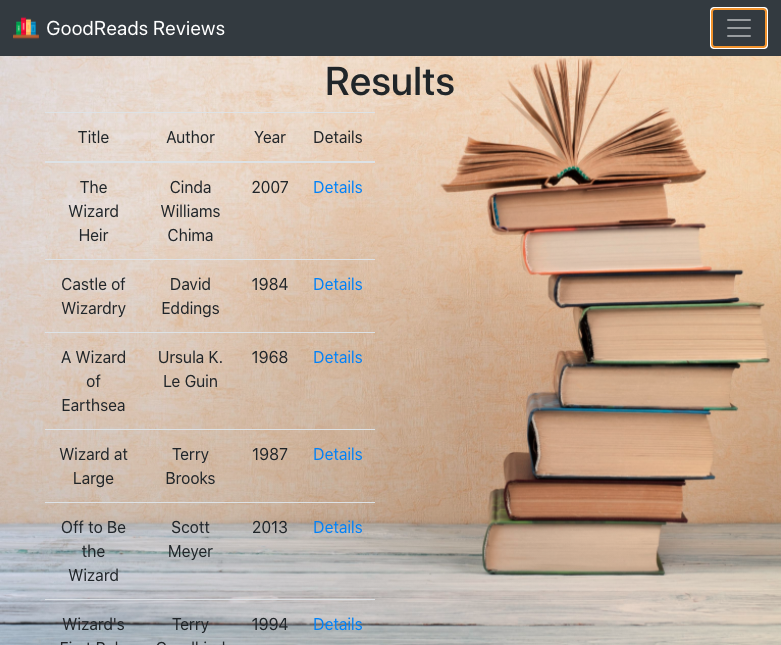 GoodReads Reviews
Results
Title Author Year Details
The Wizard Heir Cinda Williams Chima 2007 Details
Castle of Wizardry David Eddings 1984 Details
A Wizard of Earthsea Ursula K. Le Guin 1968 Details
Wizard at Large Terry Brooks 1987 Details
Off to Be the Wizard Scott Meyer 2013 Details
Wizard's Terry 1994 Details